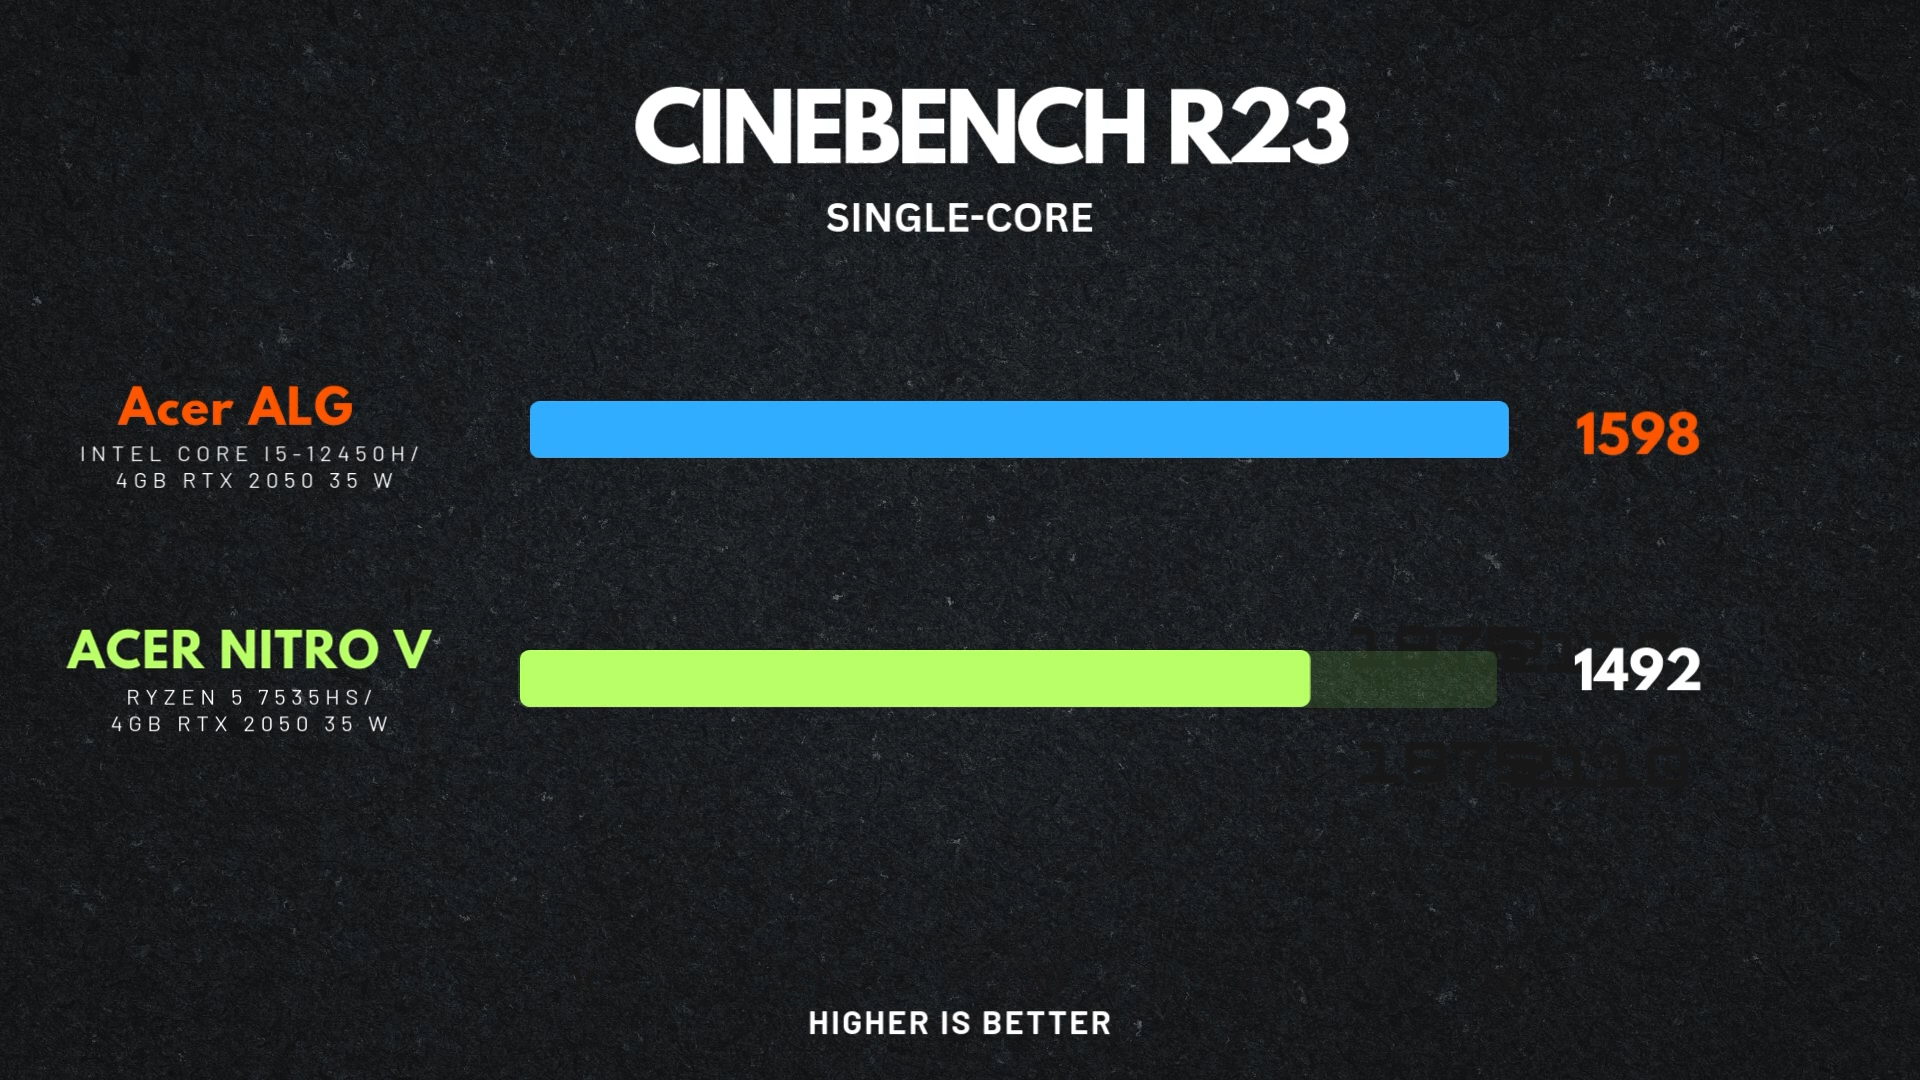 CINEBENCH R23
SINGLE-CORE
Acer ALG
INTEL CORE I5-12450H/
4GB RTX 2050 35 W
1598
ACER NITRO V
RYZEN 5 7535HS/
4GB RTX 2050 35 W
1492
HIGHER IS BETTER